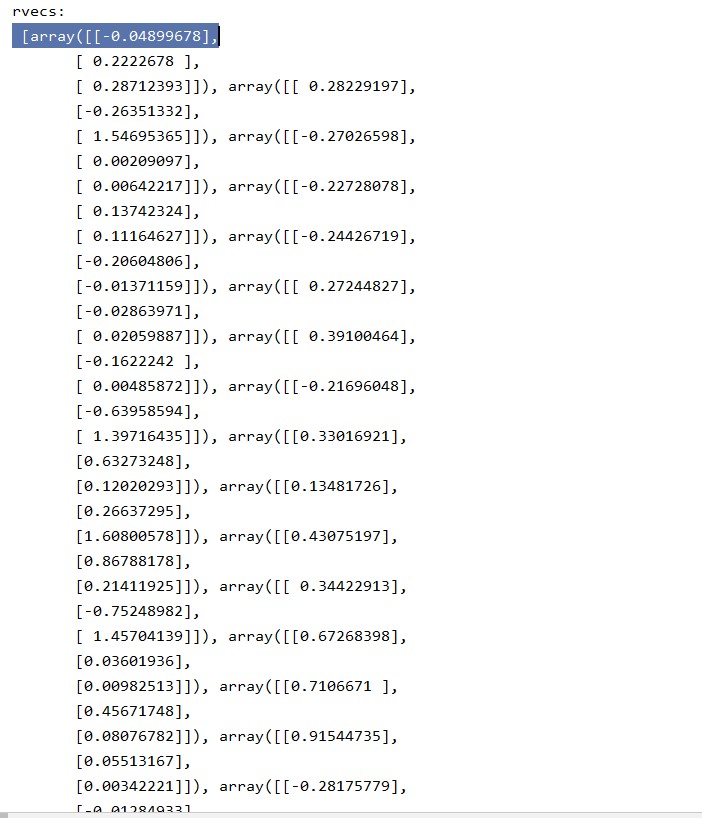 rvecs:
[array([[-0.04899678],
[ 0.2222678 ],
[ 0.28712393]]), array([[ 0.28229197],
[-0.26351332],
[ 1.54695365]]), array([[-0.27026598],
[ 0.00209097],
[ 0.00642217]]), array([[-0.22728078],
[ 0.13742324],
[ 0.11164627]]), array([[-0.24426719],
[-0.20604806],
[-0.01371159]]), array([[ 0.27244827],
[-0.02863971],
[ 0.02059887]]), array([[ 0.39100464],
[-0.1622242 ],
[ 0.00485872]]), array([[-0.21696048],
[-0.63958594],
[ 1.39716435]]), array([[0.33016921],
[0.63273248],
[0.12020293]]), array([[0.13481726],
[0.26637295],
[1.60800578]]), array([[0.43075197],
[0.86788178],
[0.21411925]]), array([[ 0.34422913],
[-0.75248982],
[ 1.45704139]]), array([[0.67268398],
[0.03601936],
[0.00982513]]), array([[0.7106671 ],
[0.45671748],
[0.08076782]]), array([[0.91544735],
[0.05513167],
[0.00342221]]), array([[-0.28175779],
[-0.01284933]